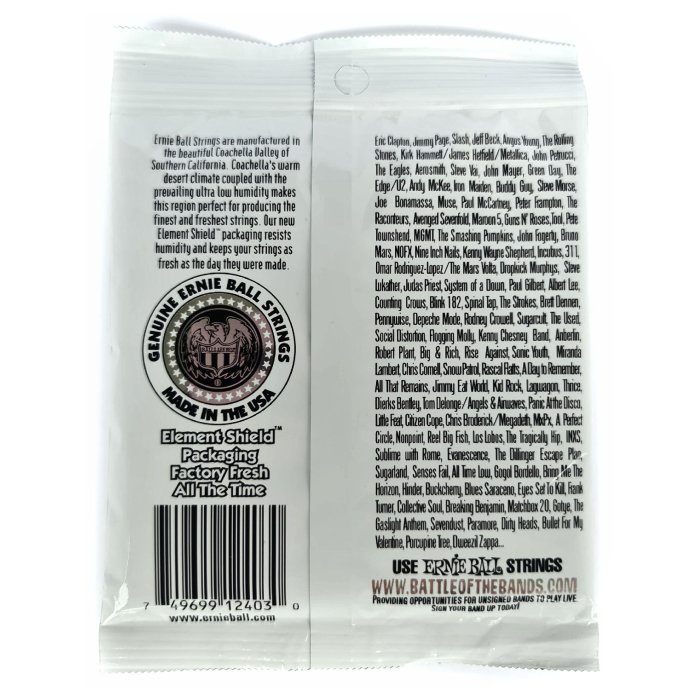 Ernie Ball Strings are manufactured in
the beautiful Coachella Valley of
Southern California. Coachella's warm
desert climate coupled with the
prevailing ultra low humidity makes
this region perfect for producing the
finest and freshest strings. Our new
Element Shield™ packaging resists
humidity and keeps your strings as
fresh as the day they were made.
GENUINE ERNIE BALL STRINGS
MADE IN THE USA
Element Shield™
Packaging
Factory Fresh
All The Time
7 49699 12403 0
www.ernieball.com
Eric Clapton, Jimmy Page, Slash, Jeff Beck, Angus Young, The Rolling
Stones, Kirk Hammett/James Hetfield/Metallica, John Petrucci,
The Eagles, Aerosmith, Steve Vai, John Mayer, Green Day, The
Edge/U2, Andy McKee, Iron Maiden, Buddy Guy, Steve Morse,
Joe Bonamassa, Muse, Paul McCartney, Peter Frampton, The
Raconteurs, Avenged Sevenfold, Maroon 5, Guns N' Roses, Tool, Pete
Townshend, MGMT, The Smashing Pumpkins, John Fogerty, Bruno
Mars, NOFX, Nine Inch Nails, Kenny Wayne Shepherd, Incubus, 311,
Omar Rodriguez-Lopez/The Mars Volta, Dropkick Murphys, Steve
Lukather, Judas Priest, System of a Down, Paul Gilbert, Albert Lee,
Counting Crows, Blink 182, Spinal Tap, The Strokes, Brett Dennen,
Pennywise, Depeche Mode, Rodney Crowell, Sugarcult, The Used,
Social Distortion, Flogging Molly, Kenny Chesney Band, Anberlin,
Robert Plant, Big & Rich, Rise Against, Sonic Youth, Miranda
Lambert, Chris Cornell, Snow Patrol, Rascal Flatts, A Day to Remember,
All That Remains, Jimmy Eat World, Kid Rock, Lagwagon, Thrice,
Dierks Bentley, Tom Delonge/Angels & Airwaves, Panic At the Disco,
Little Feat, Citizen Cope, Chris Broderick/Megadeth, MxPx, A Perfect
Circle, Nonpoint, Reel Big Fish, Los Lobos, The Tragically Hip, INXS,
Sublime with Rome, Evanescence, The Dillinger Escape Plan,
Sugarland, Senses Fail, All Time Low, Gogol Bordello, Bring Me The
Horizon, Hinder, Buckcherry, Blues Saraceno, Eyes Set To Kill, Frank
Turner, Collective Soul, Breaking Benjamin, Matchbox 20, Gotye, The
Gaslight Anthem, Sevendust, Paramore, Dirty Heads, Bullet For My
Valentine, Porcupine Tree, Dweezil Zappa...
USE ERNIE BALL STRINGS
WWW.BATTLEOFTHEBANDS.COM
PROVIDING OPPORTUNITIES FOR UNSIGNED BANDS TO PLAY LIVE
SIGN YOUR BAND UP TODAY!